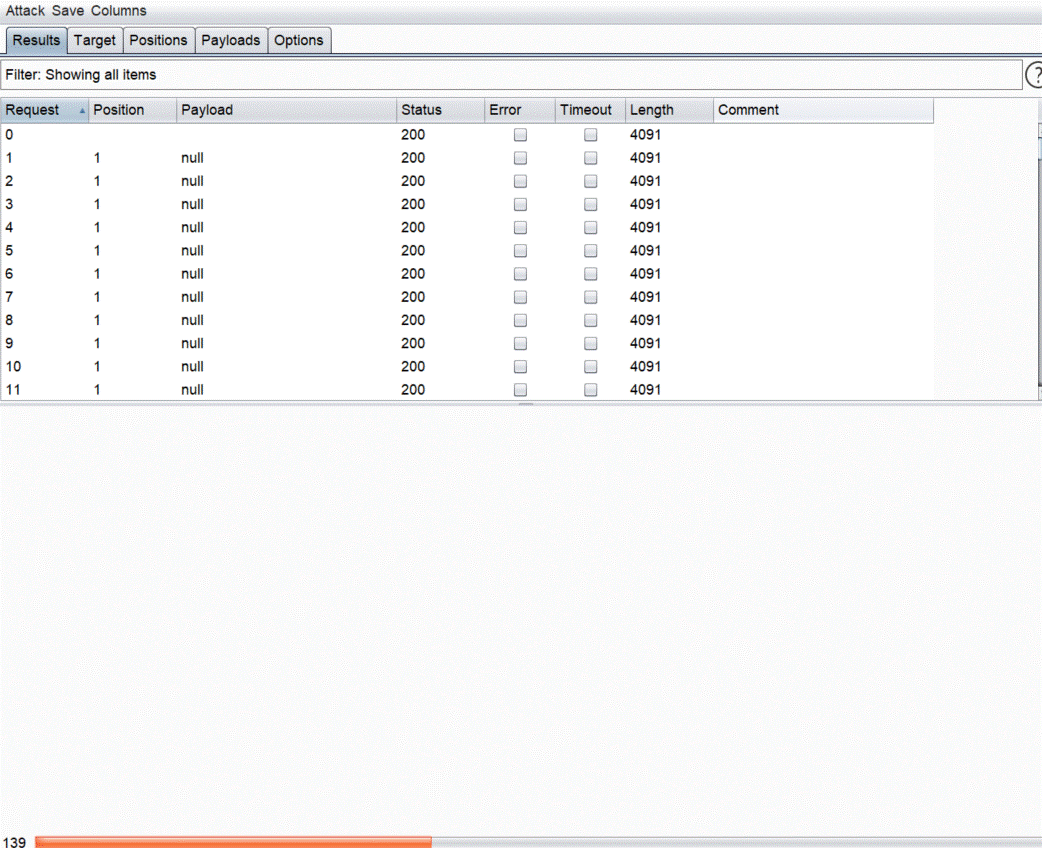 Attack Save Columns
Results Target Positions Payloads Options
Filter: Showing all items
?
Request Position Payload Status Error Timeout Length Comment
0 200 4091
1 1 null 200 4091
2 1 null 200 4091
3 1 null 200 4091
4 1 null 200 4091
5 1 null 200 4091
6 1 null 200 4091
7 1 null 200 4091
8 1 null 200 4091
9 1 null 200 4091
10 1 null 200 4091
11 1 null 200 4091
139